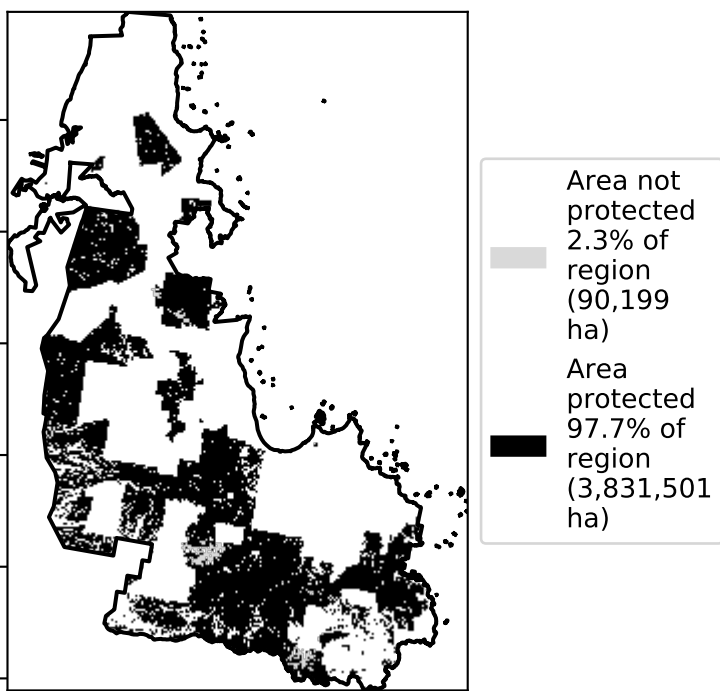 Area not
protected
2.3% of
region
(90,199
ha)
Area
protected
97.7% of
region
(3,831,501
ha)